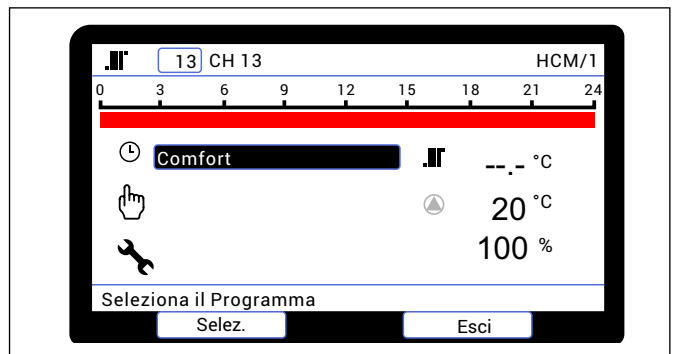 13 CH 13 HCM/1
0 3 6 9 12 15 18 21 24
Comfort --.- °C
20 °C
100 %
Seleziona il Programma
Selez. Esci